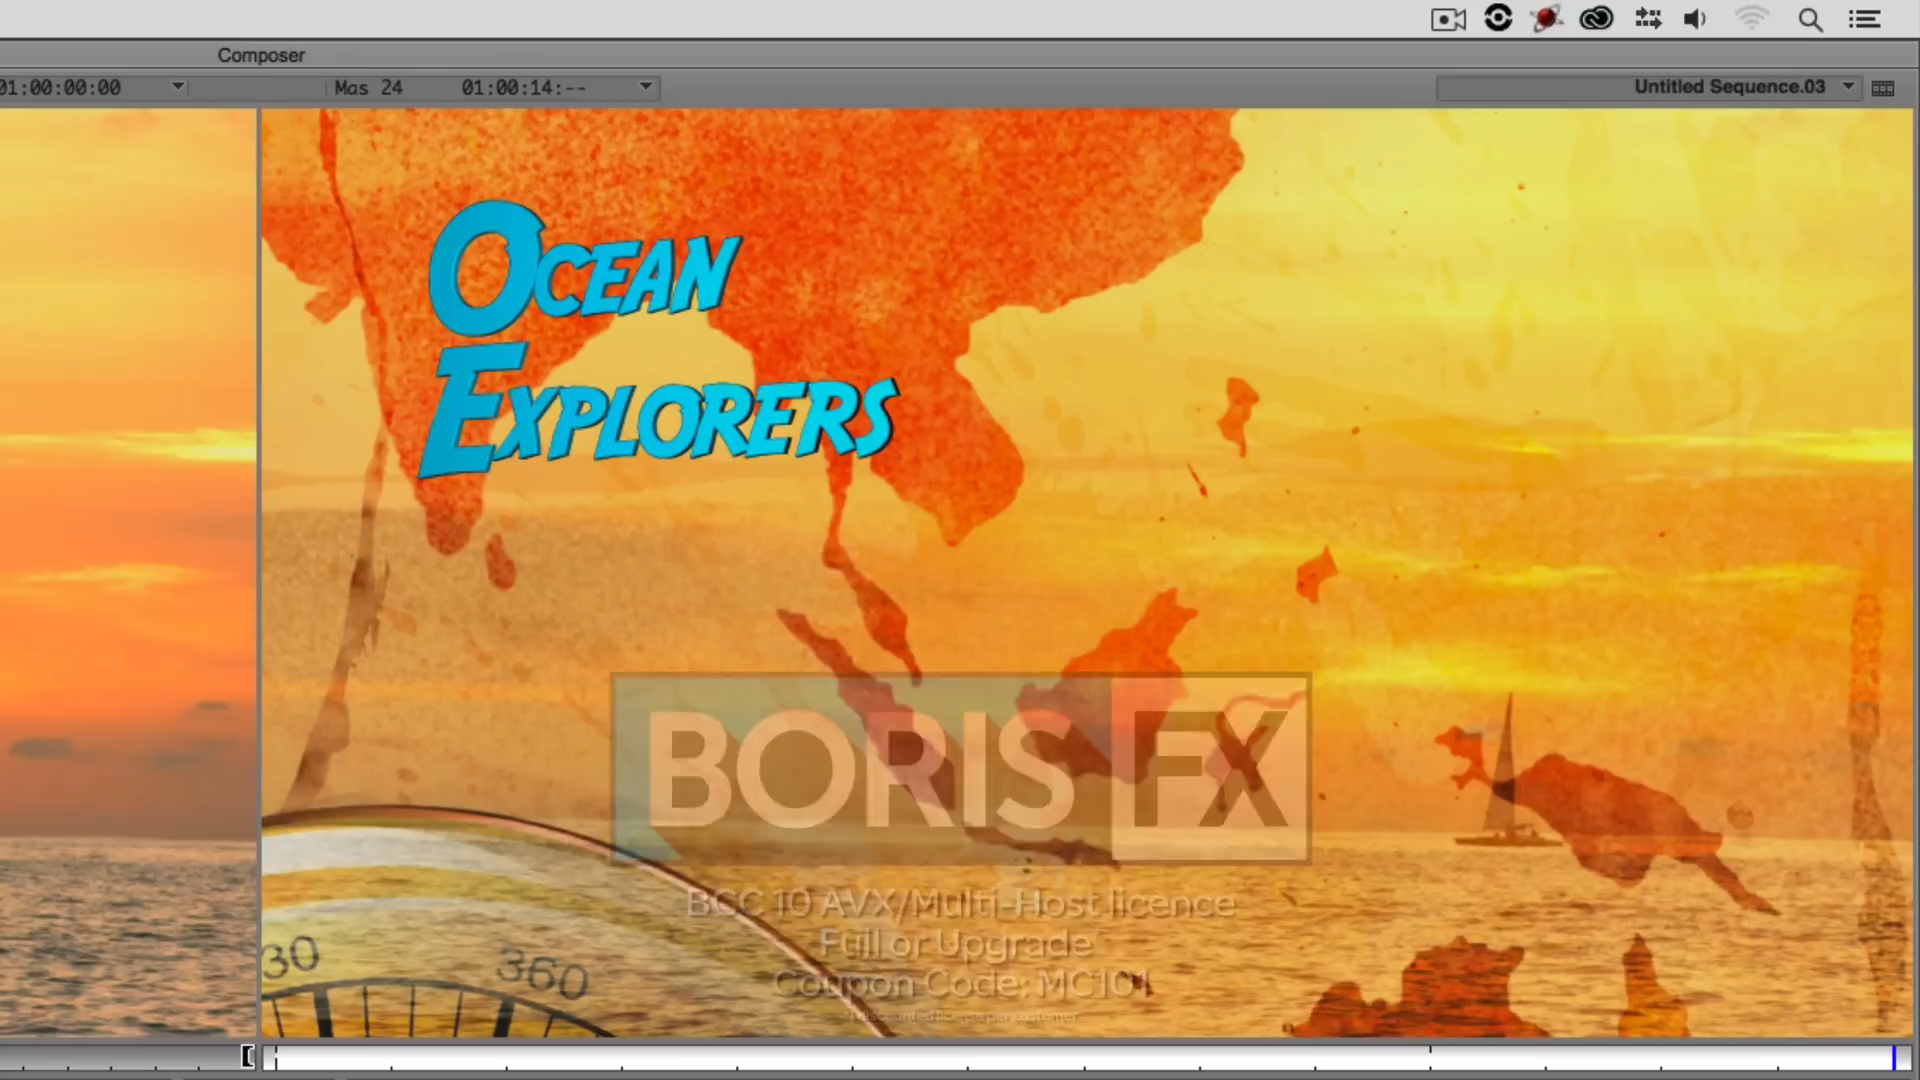 Composer
01:00:00:00
Mas 24
01:00:14:--
Untitled Sequence.03
OCEAN
EXPLORERS
BORIS FX
BCC 10 AVX/Multi-Host licence
Full or Upgrade
Coupon Code: MC101
30
360